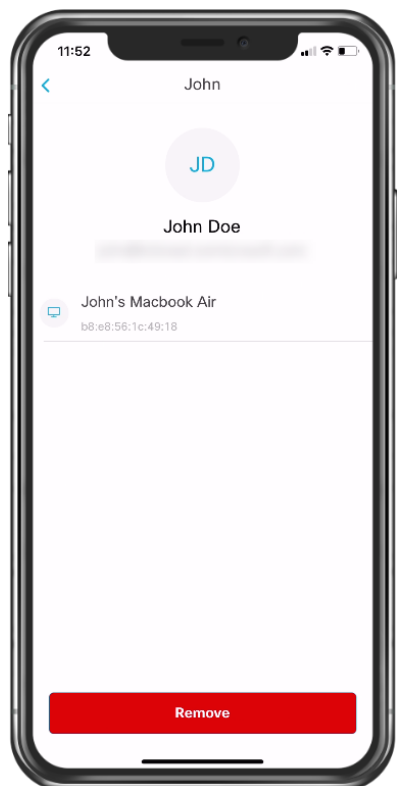 11:52
John
JD
John Doe
John's Macbook Air
b8:e8:56:1c:49:18
Remove